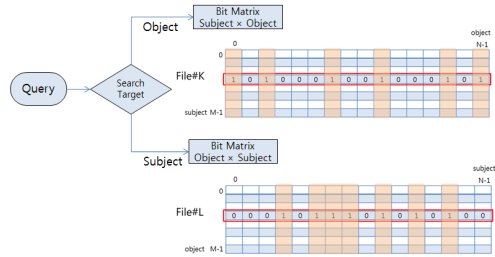 Bit Matrix
Subject × Object
Object
object
0
N-1
0
File#K
1 0 1 0 0 0 1 0 0 1 0 0 0 1 0 1
subject M-1
Query
Search
Target
Bit Matrix
Object × Subject
Subject
subject
0
N-1
0
File#L
0 0 0 1 0 1 1 1 0 1 0 1 0 1 0 0
object M-1